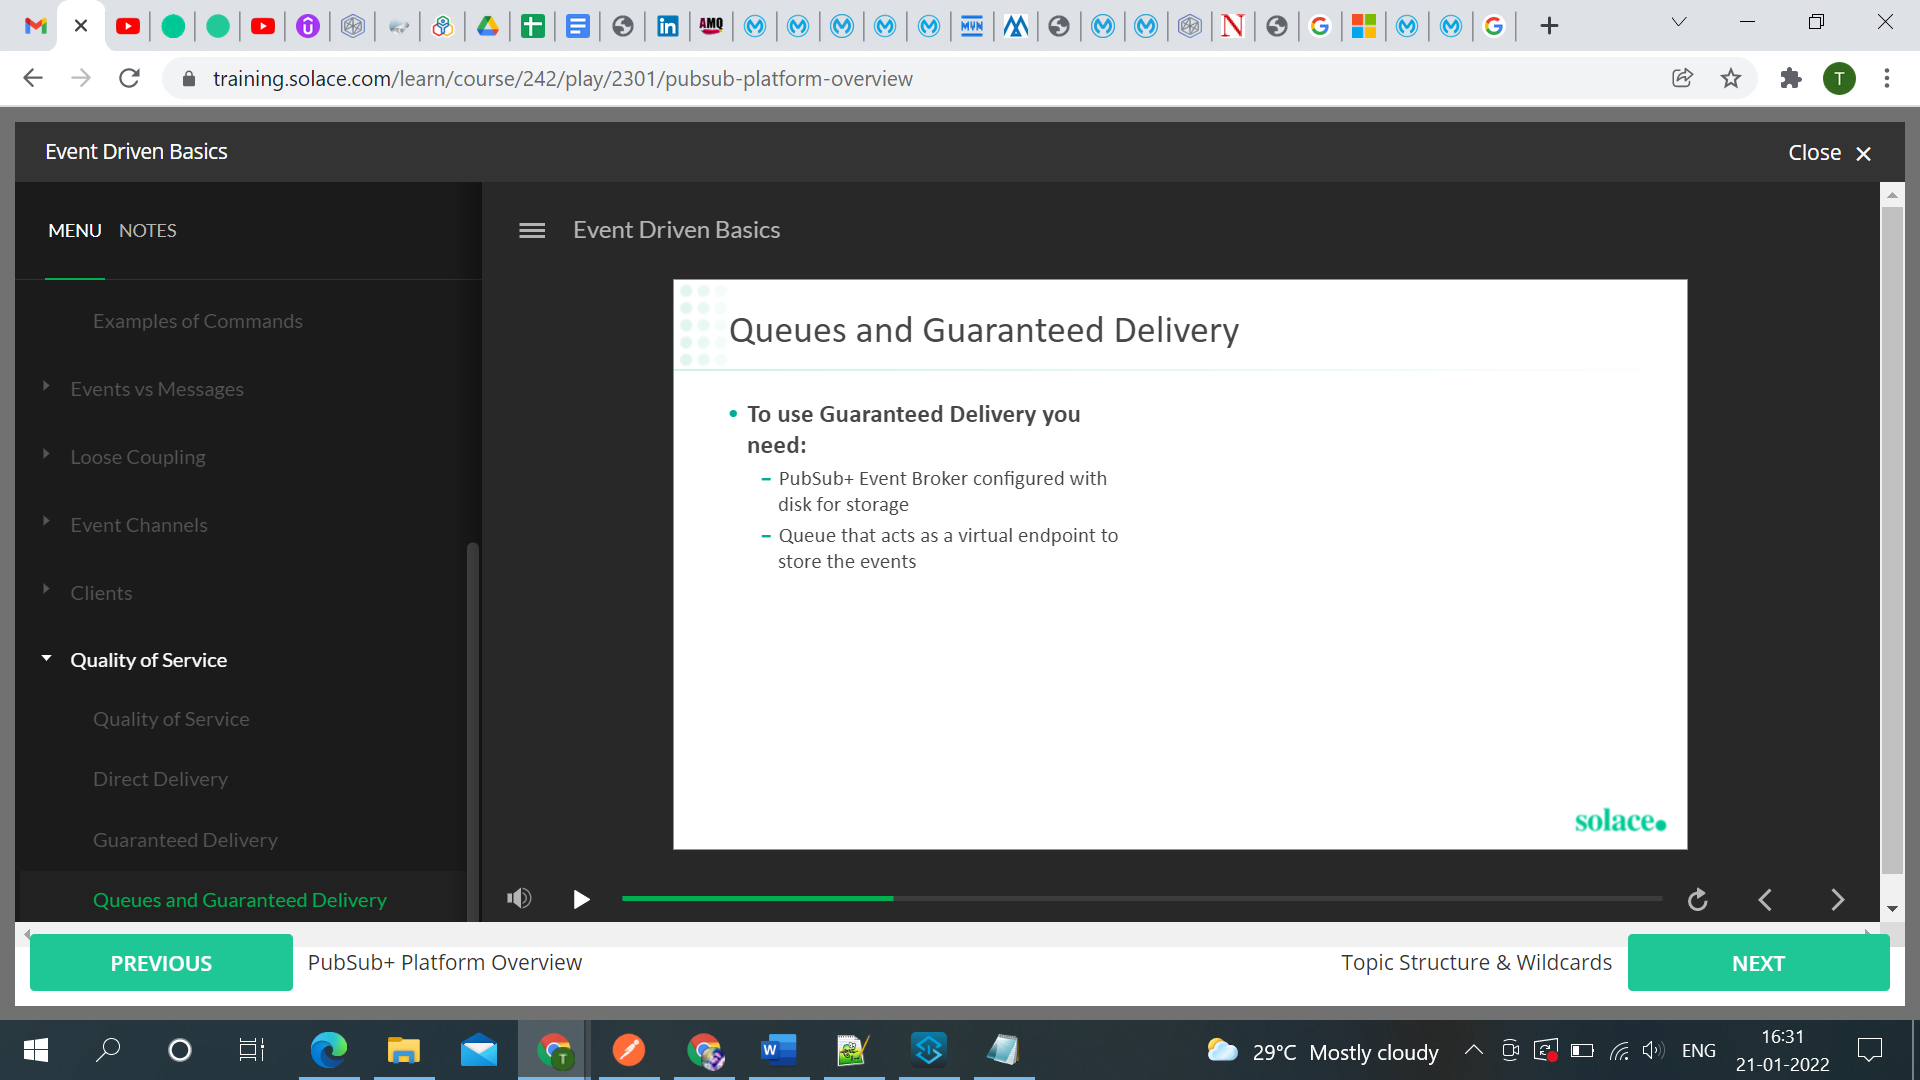 AMQ
MVN
training.solace.com/learn/course/242/play/2301/pubsub-platform-overview
T
Event Driven Basics
Close
MENU NOTES
Event Driven Basics
Examples of Commands
Events vs Messages
Loose Coupling
Event Channels
Clients
Quality of Service
Quality of Service
Direct Delivery
Guaranteed Delivery
Queues and Guaranteed Delivery
Queues and Guaranteed Delivery
• To use Guaranteed Delivery you
need:
– PubSub+ Event Broker configured with
disk for storage
– Queue that acts as a virtual endpoint to
store the events
solace
PREVIOUS
PubSub+ Platform Overview
Topic Structure & Wildcards
NEXT
29°C Mostly cloudy
ENG
16:31
21-01-2022